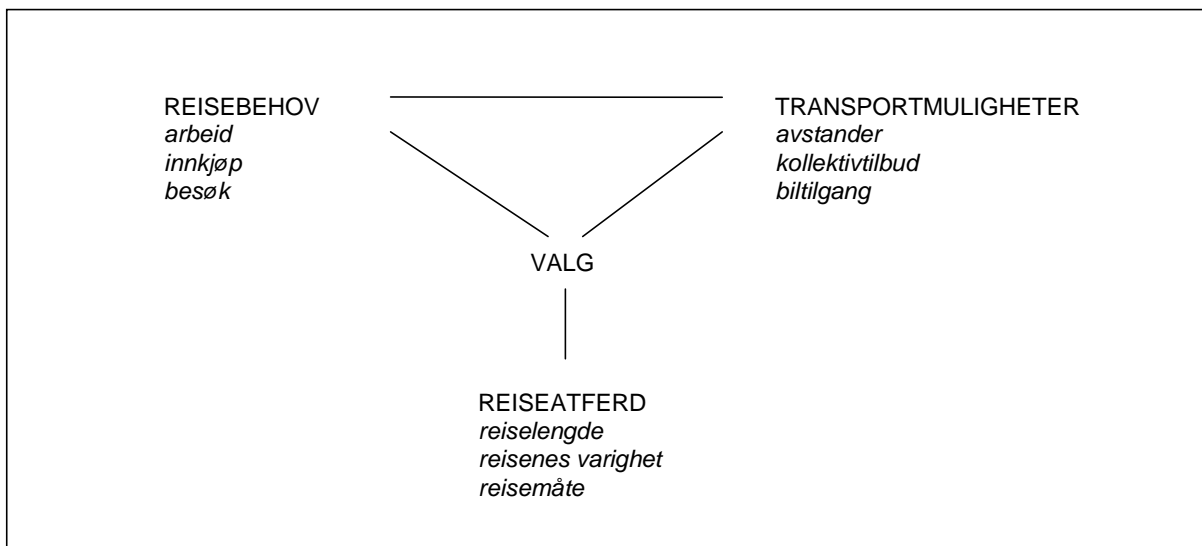 REISEBEHOV
arbeid
innkjøp
besøk
TRANSPORTMULIGHETER
avstander
kollektivtilbud
biltilgang
VALG
REISEATFERD
reiselengde
reisenes varighet
reisemåte